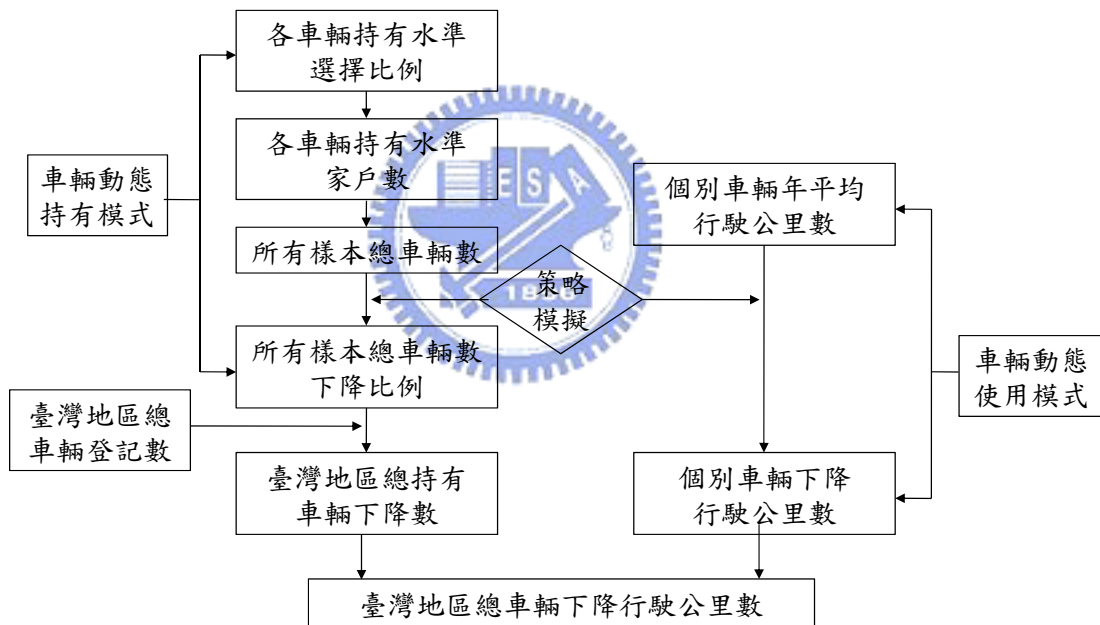 各車輛持有水準
選擇比例
各車輛持有水準
家戶數
車輛動態
持有模式
個別車輛年平均
行駛公里數
所有樣本總車輛數
策略
模擬
所有樣本總車輛數
下降比例
車輛動態
使用模式
臺灣地區總
車輛登記數
臺灣地區總持有
車輛下降數
個別車輛下降
行駛公里數
臺灣地區總車輛下降行駛公里數
E S A
1896